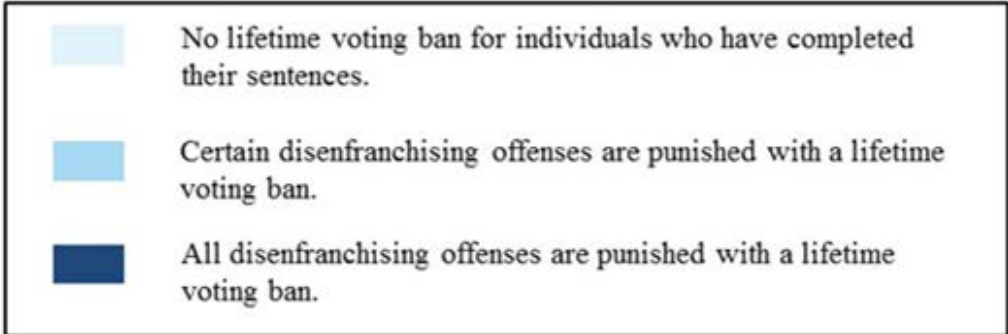 No lifetime voting ban for individuals who have completed
their sentences.
Certain disenfranchising offenses are punished with a lifetime
voting ban.
All disenfranchising offenses are punished with a lifetime
voting ban.